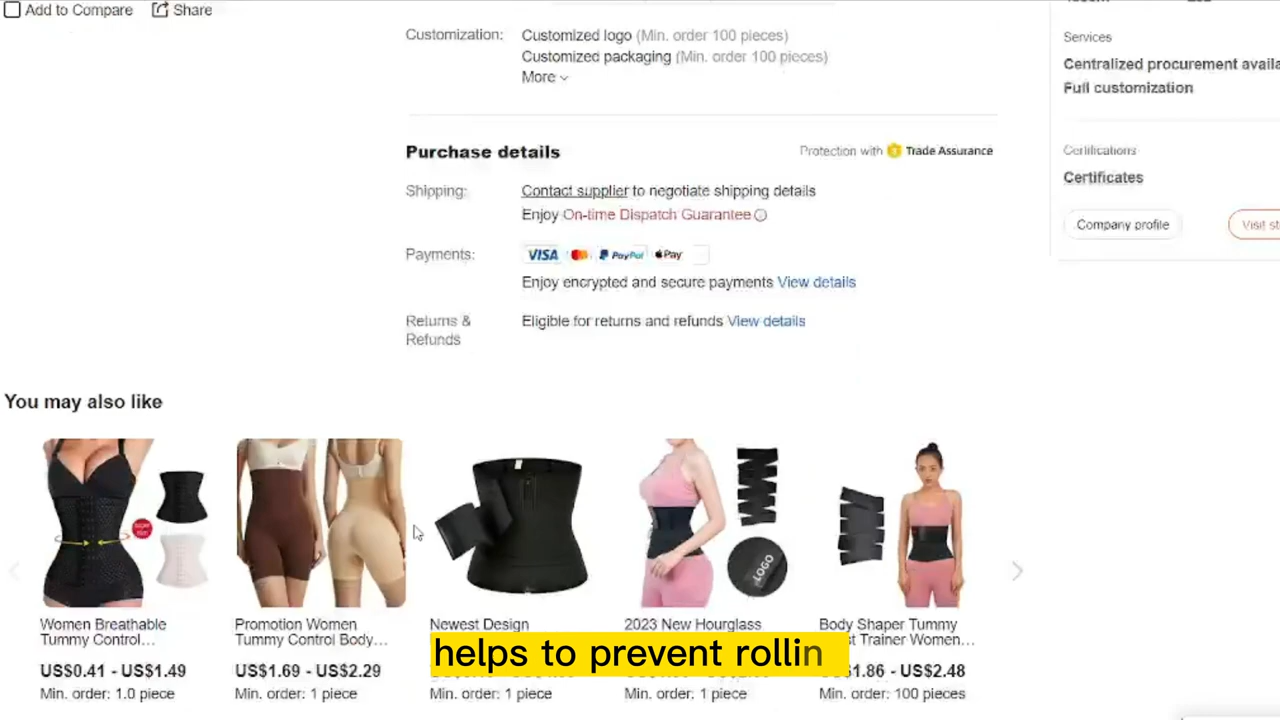 Add to Compare
Share
Customization:
Customized logo (Min. order 100 pieces)
Customized packaging (Min. order 100 pieces)
More
Services
Centralized procurement availa
Full customization
Purchase details
Protection with Trade Assurance
Certifications
Certificates
Shipping:
Contact supplier to negotiate shipping details
Enjoy On-time Dispatch Guarantee
Company profile
Visit st
Payments:
VISA PayPal Pay
Enjoy encrypted and secure payments View details
Returns &
Refunds
Eligible for returns and refunds View details
You may also like
LOGO
Women Breathable
Tummy Control...
US$0.41 - US$1.49
Min. order: 1.0 piece
Promotion Women
Tummy Control Body...
US$1.69 - US$2.29
Min. order: 1 piece
Newest Design
Min. order: 1 piece
2023 New Hourglass
Min. order: 1 piece
Body Shaper Tummy
st Trainer Women...
$1.86 - US$2.48
Min. order: 100 pieces
helps to prevent rollin